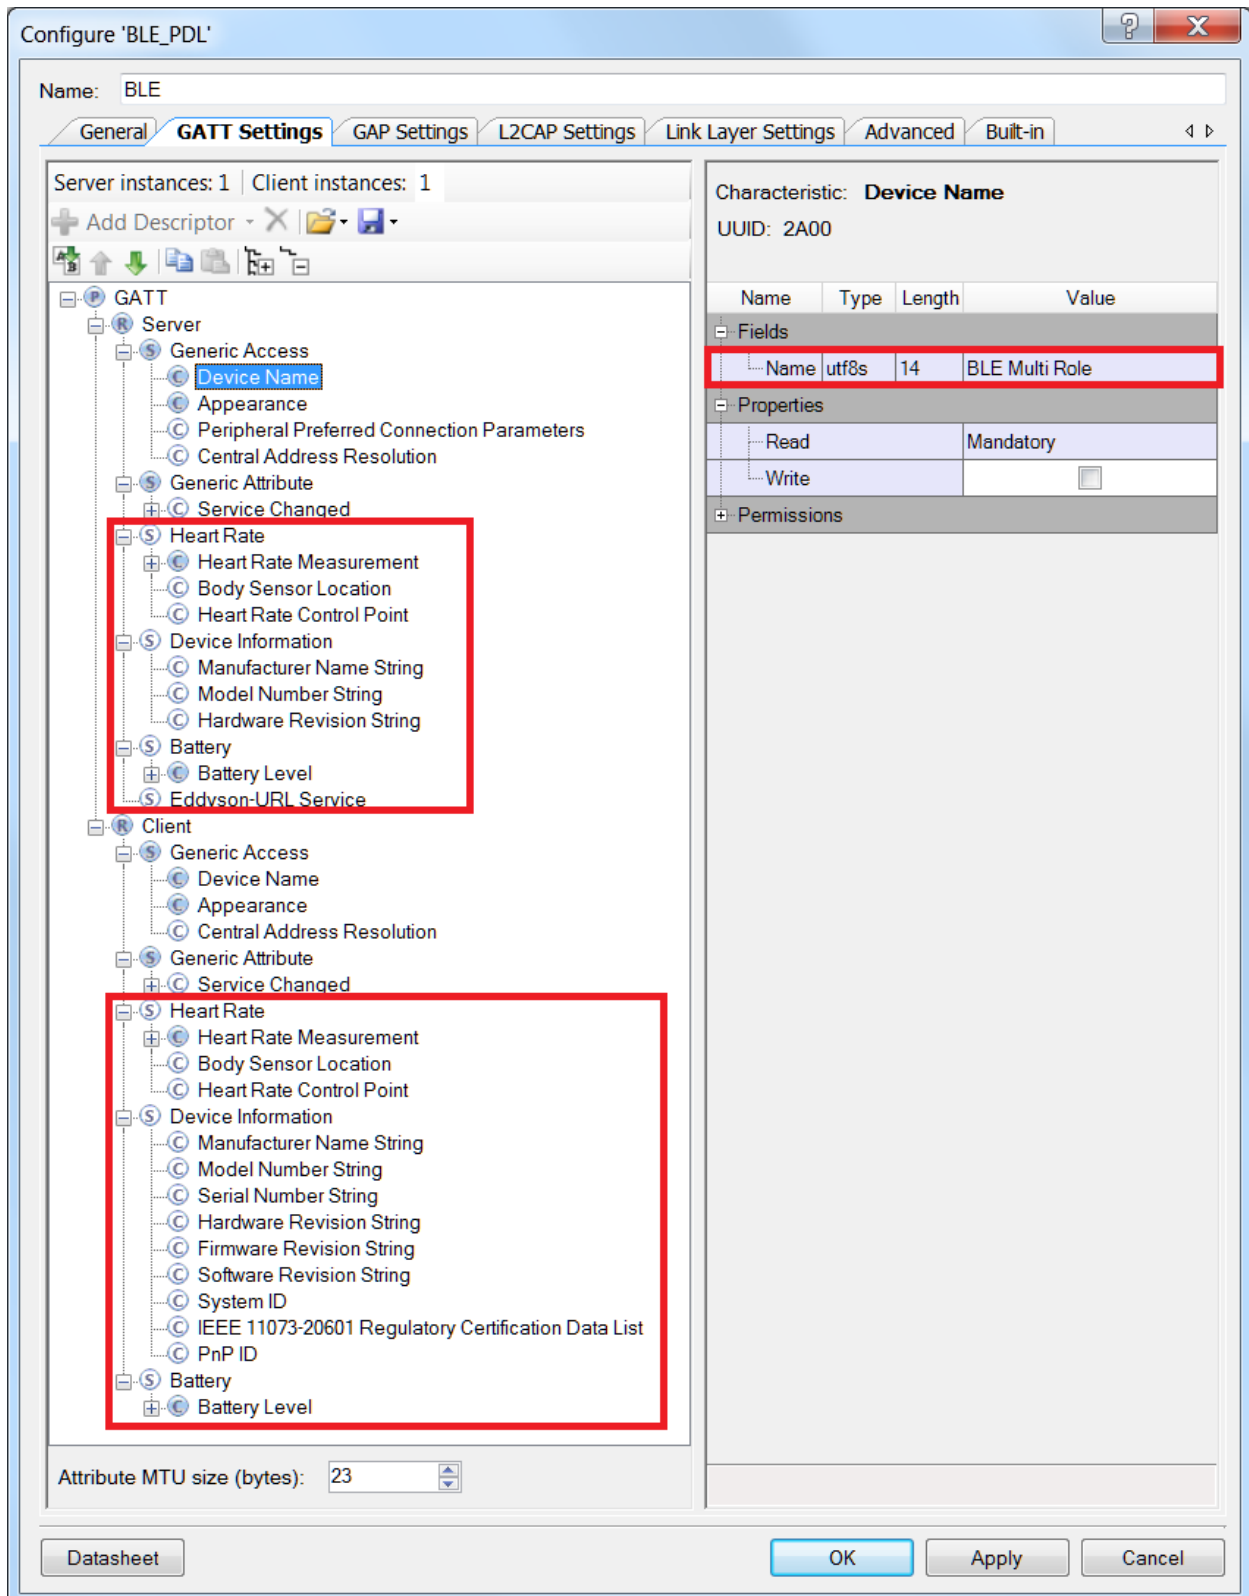 Configure 'BLE_PDL'
Name: BLE
General GATT Settings GAP Settings L2CAP Settings Link Layer Settings Advanced Built-in
Server instances: 1 Client instances: 1
Add Descriptor
GATT
Server
Generic Access
Device Name
Appearance
Peripheral Preferred Connection Parameters
Central Address Resolution
Generic Attribute
Service Changed
Heart Rate
Heart Rate Measurement
Body Sensor Location
Heart Rate Control Point
Device Information
Manufacturer Name String
Model Number String
Hardware Revision String
Battery
Battery Level
Eddyson-URL Service
Client
Generic Access
Device Name
Appearance
Central Address Resolution
Generic Attribute
Service Changed
Heart Rate
Heart Rate Measurement
Body Sensor Location
Heart Rate Control Point
Device Information
Manufacturer Name String
Model Number String
Serial Number String
Hardware Revision String
Firmware Revision String
Software Revision String
System ID
IEEE 11073-20601 Regulatory Certification Data List
PnP ID
Battery
Battery Level
Attribute MTU size (bytes): 23
Characteristic: Device Name
UUID: 2A00
Name Type Length Value
Fields
Name utf8s 14 BLE Multi Role
Properties
Read Mandatory
Write
Permissions
Datasheet OK Apply Cancel